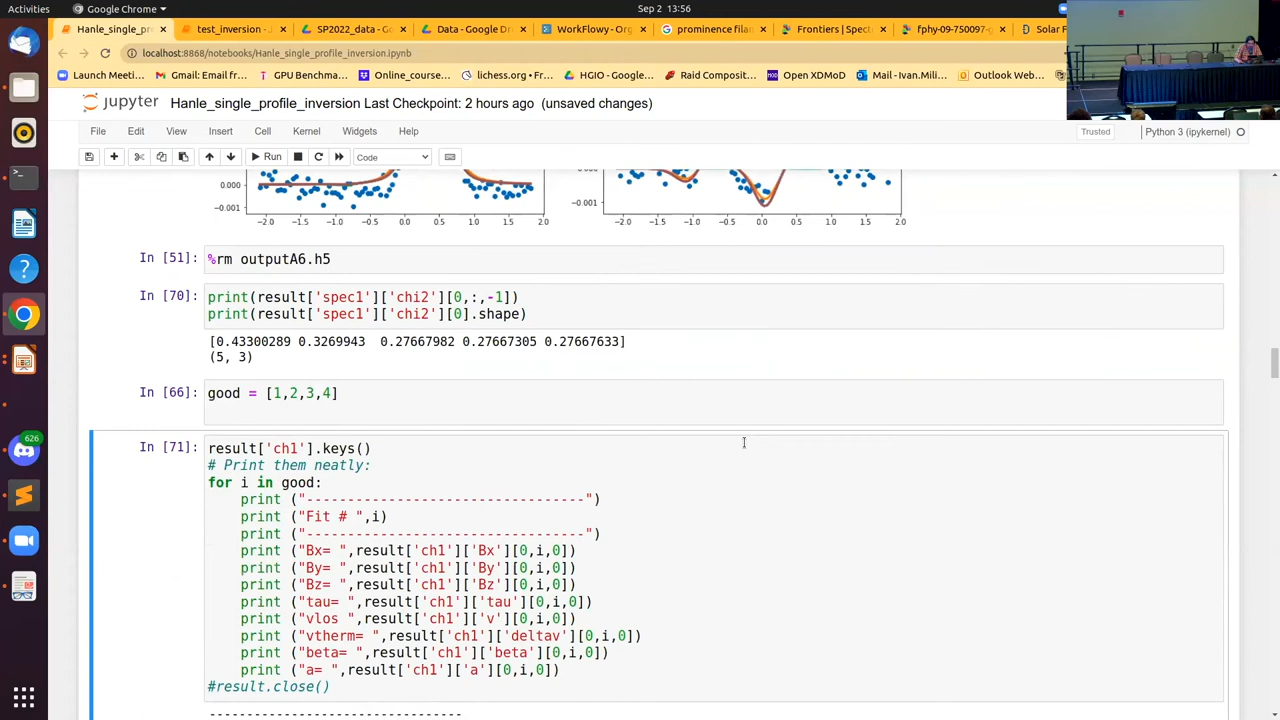 Activities
Google Chrome
Sep 2 13:56
Hanle_single_pro
test_inversion -
SP2022_data - Go
Data - Google Dr
WorkFlowy - Org
prominence filam
Frontiers | Spect
fphy-09-750097-
Solar F
localhost:8868/notebooks/Hanle_single_profile_inversion.ipynb
Launch Meeti...
Gmail: Email fr...
GPU Benchma...
Online_course...
lichess.org • Fr...
HGIO - Google...
Raid Composit...
Open XDMoD
Mail - Ivan.Mili...
Outlook Web...
jupyter Hanle_single_profile_inversion Last Checkpoint: 2 hours ago (unsaved changes)
File Edit View Insert Cell Kernel Widgets Help
Trusted
Python 3 (ipykernel)
Run
Code
0.000
-0.001
-2.0 -1.5 -1.0 -0.5 0.0 0.5 1.0 1.5 2.0
-0.001
-2.0 -1.5 -1.0 -0.5 0.0 0.5 1.0 1.5 2.0
In [51]: %rm outputA6.h5
In [70]: print(result['spec1']['chi2'][0,:,-1])
print(result['spec1']['chi2'][0].shape)
[0.43300289 0.3269943  0.27667982 0.27667305 0.27667633]
(5, 3)
In [66]: good = [1,2,3,4]
In [71]: result['ch1'].keys()
# Print them neatly:
for i in good:
    print ("----------------------------------")
    print ("Fit # ",i)
    print ("----------------------------------")
    print ("Bx= ",result['ch1']['Bx'][0,i,0])
    print ("By= ",result['ch1']['By'][0,i,0])
    print ("Bz= ",result['ch1']['Bz'][0,i,0])
    print ("tau= ",result['ch1']['tau'][0,i,0])
    print ("vlos ",result['ch1']['v'][0,i,0])
    print ("vtherm= ",result['ch1']['deltav'][0,i,0])
    print ("beta= ",result['ch1']['beta'][0,i,0])
    print ("a= ",result['ch1']['a'][0,i,0])
#result.close()
----------------------------------
626